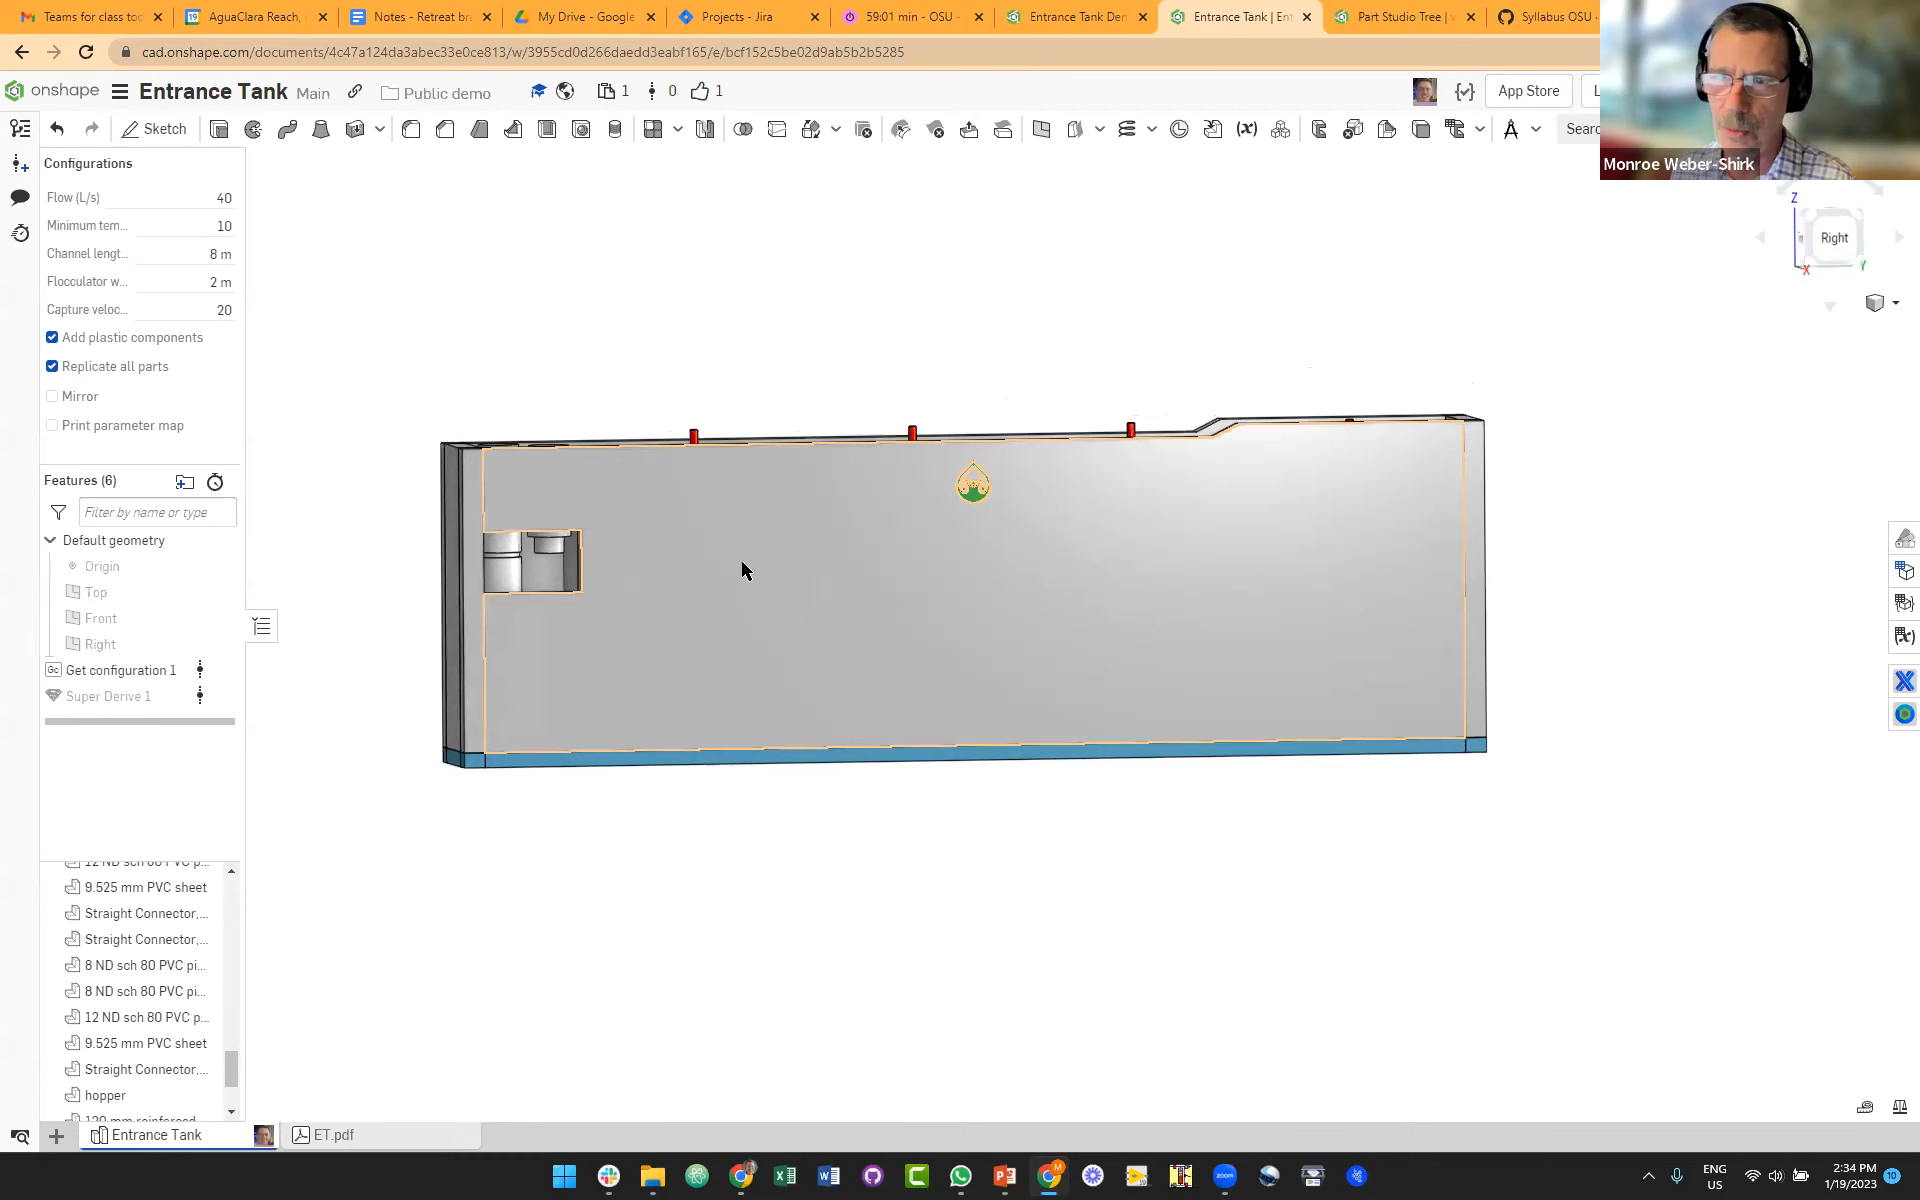 Teams for class tod
AguaClara Reach,
Notes - Retreat br
My Drive - Google
Projects - Jira
59:01 min - OSU -
Entrance Tank Den
Entrance Tank | Ent
Part Studio Tree |
Syllabus OSU
cad.onshape.com/documents/4c47a124da3abec33e0ce813/w/3955cd0d266daedd3eabf165/e/bcf152c5be02d9ab5b2b5285
onshape
Entrance Tank Main
Public demo
1
0
1
App Store
Sketch
Sear
Monroe Weber-Shirk
Configurations
Flow (L/s) 40
Minimum tem... 10
Channel lengt... 8 m
Flocculator w... 2 m
Capture veloc... 20
Add plastic components
Replicate all parts
Mirror
Print parameter map
Features (6)
Filter by name or type
Default geometry
Origin
Top
Front
Right
Get configuration 1
Super Derive 1
Z
Right
X
Y
9.525 mm PVC sheet
Straight Connector,...
Straight Connector,...
8 ND sch 80 PVC pi...
8 ND sch 80 PVC pi...
12 ND sch 80 PVC p...
9.525 mm PVC sheet
Straight Connector,...
hopper
Entrance Tank
ET.pdf
ENG
US
2:34 PM
1/19/2023
10